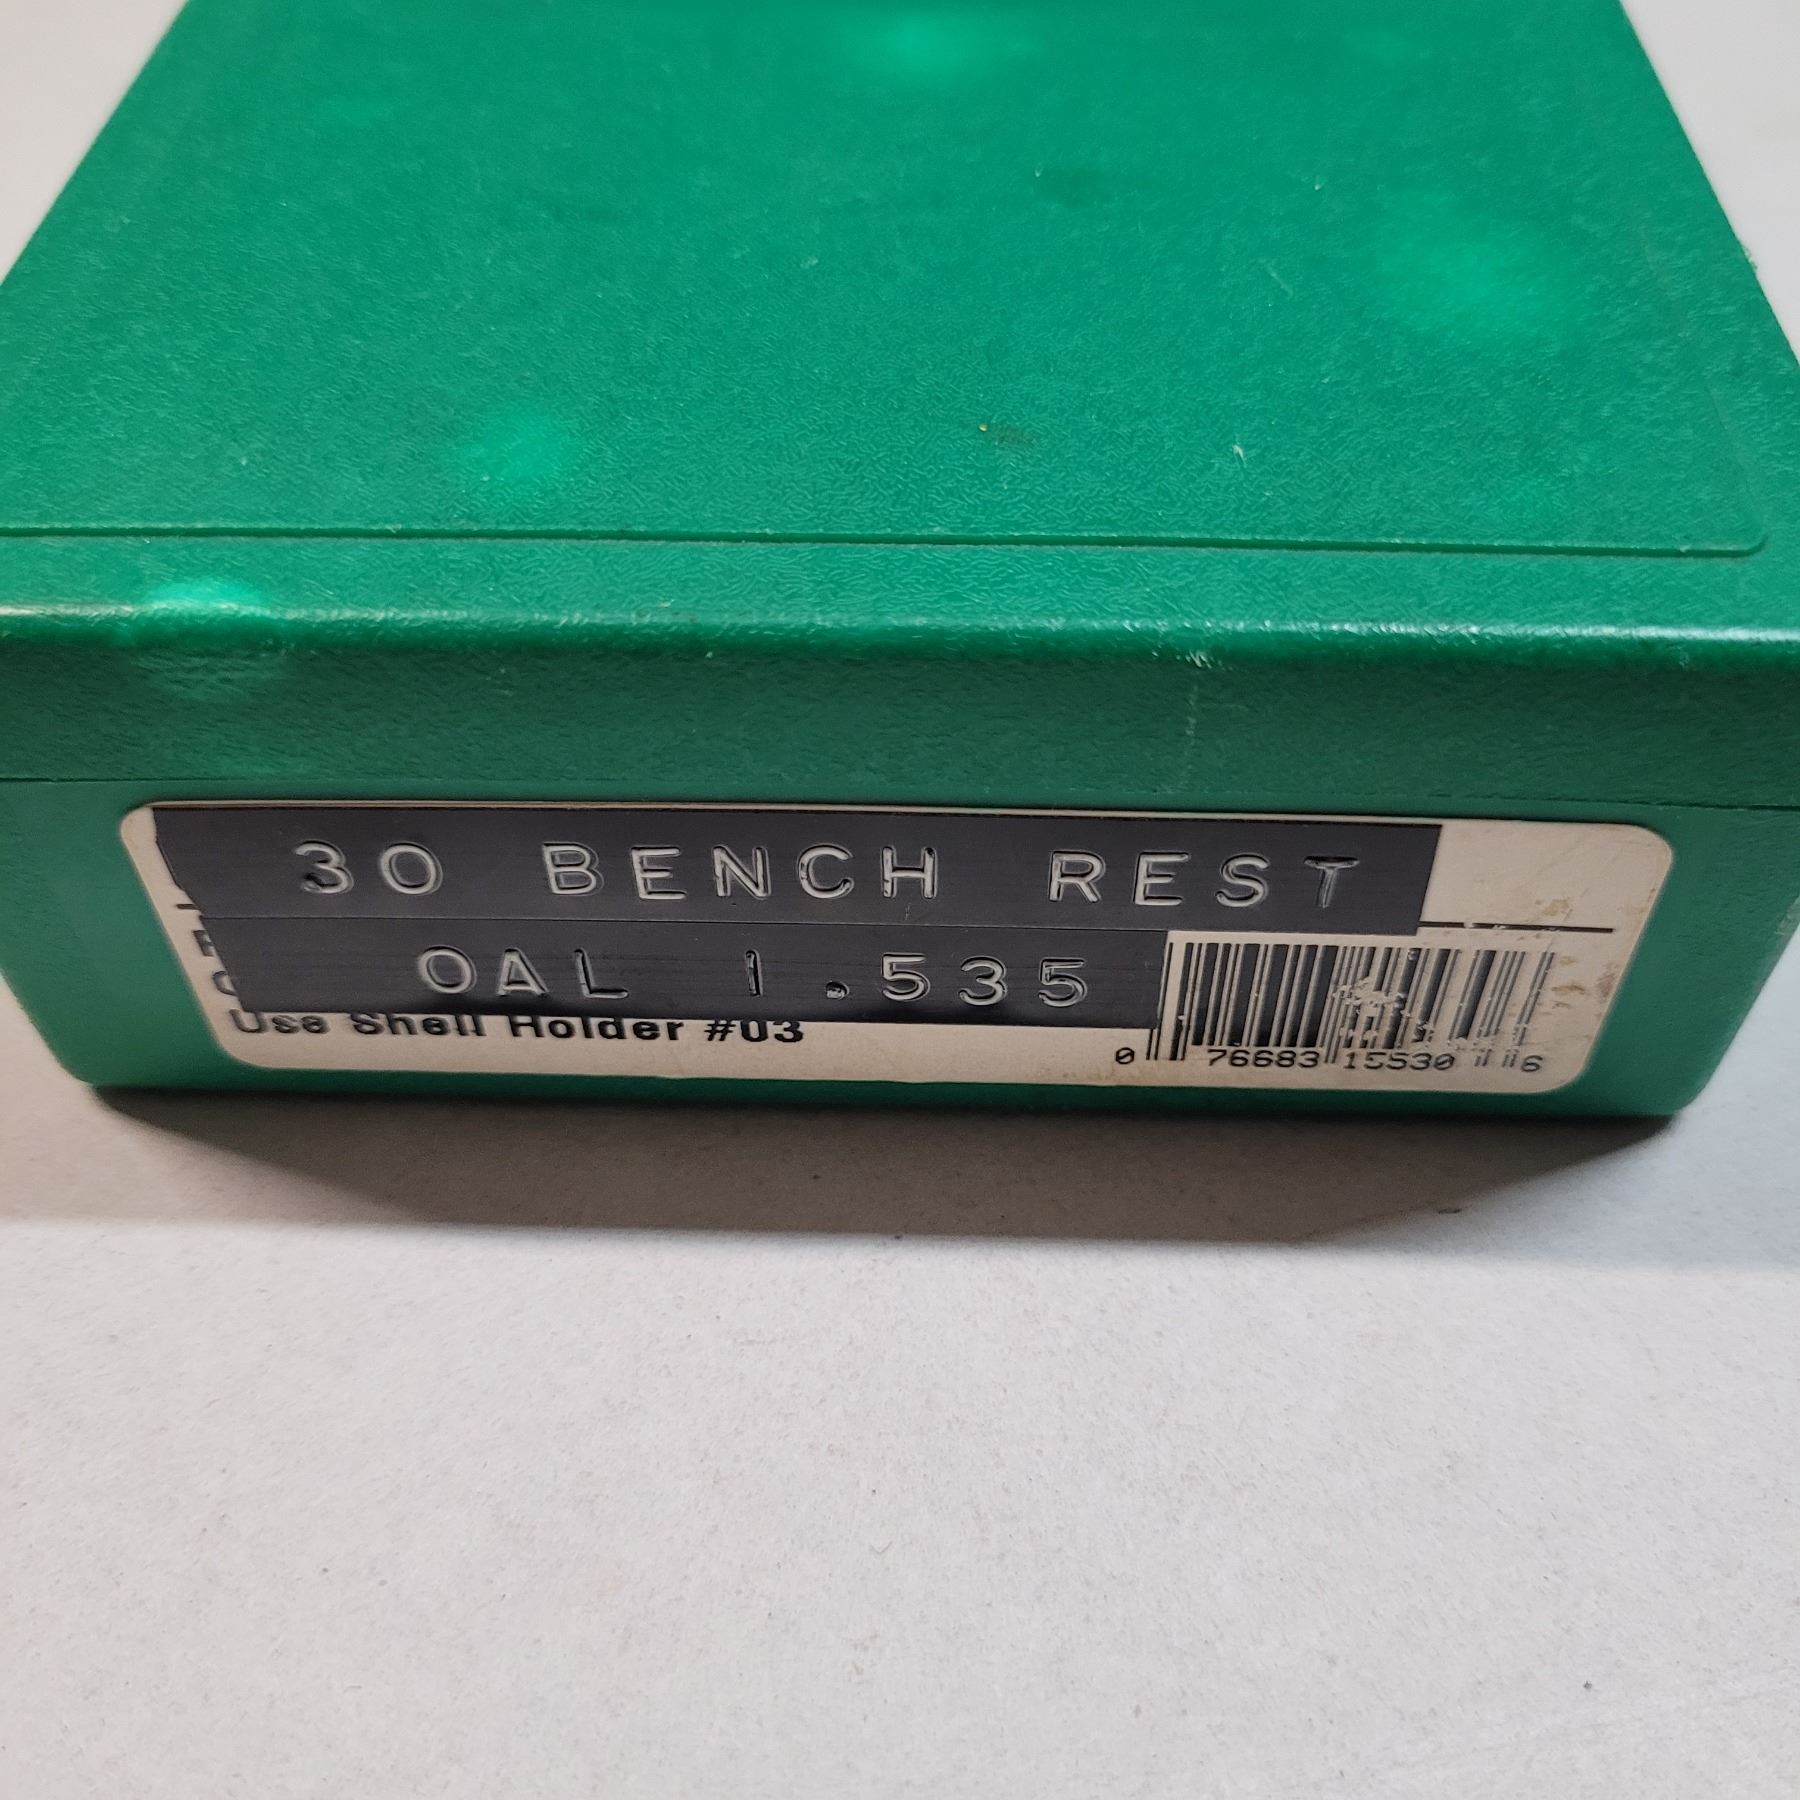 30 BENCH REST
OAL 1.535
Use Shell Holder #03
0 76683 15530 6